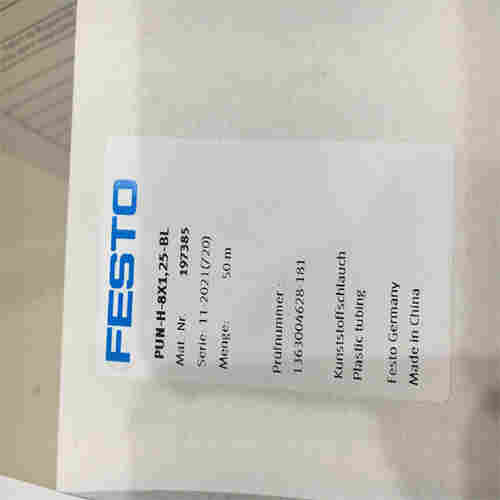 FESTO
PUN-H-8X1,25-BL
Mat. Nr. 197385
Serie: 11-2021(Z20)
Menge: 50 m
Prüfnummer
1363004628-181
Kunststoffschlauch
Plastic tubing
Festo Germany
Made in China